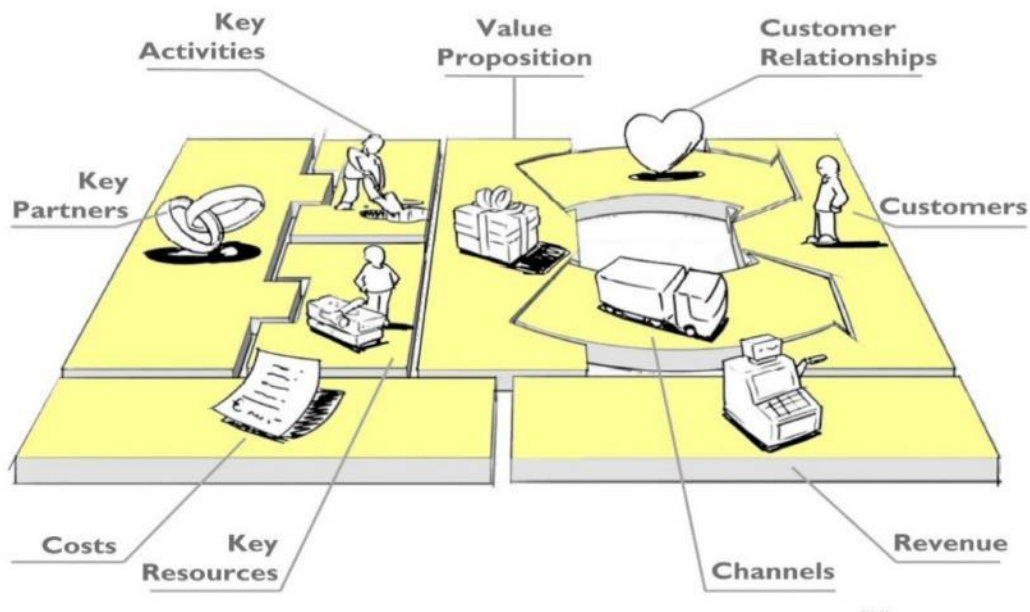 Key
Activities
Value
Proposition
Customer
Relationships
Key
Partners
Customers
Costs
Key
Resources
Channels
Revenue